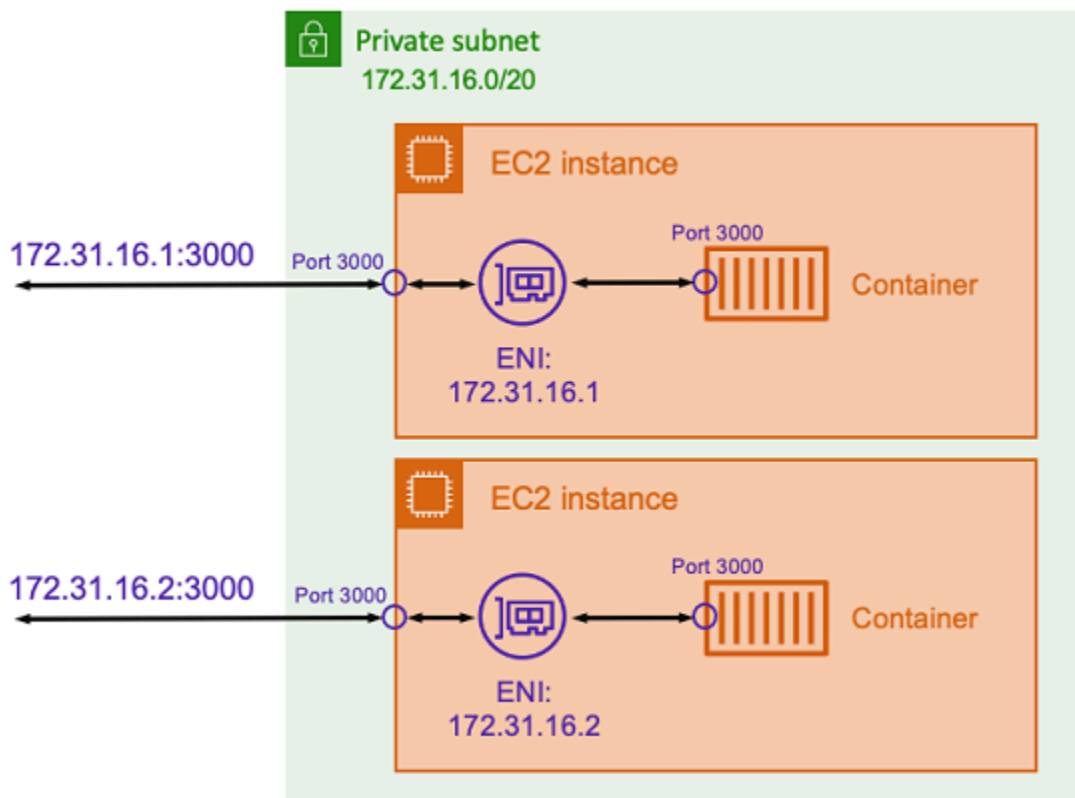 Private subnet
172.31.16.0/20
EC2 instance
172.31.16.1:3000
Port 3000
Port 3000
Container
ENI:
172.31.16.1
EC2 instance
172.31.16.2:3000
Port 3000
Port 3000
Container
ENI:
172.31.16.2